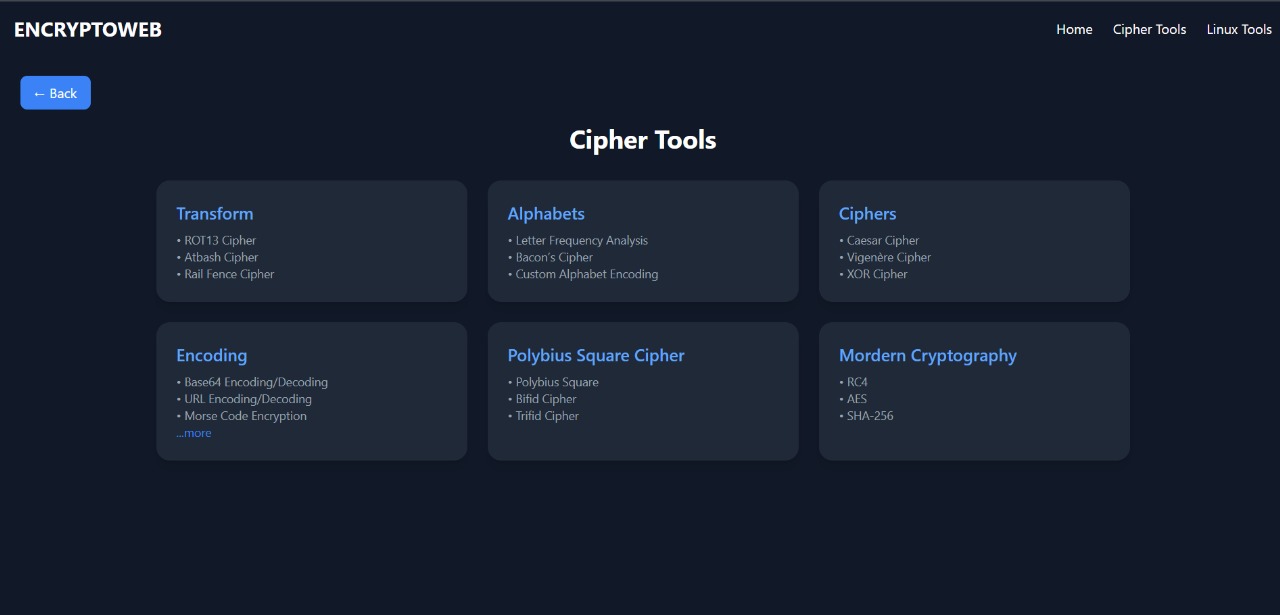 ENCRYPTOWEB
Home Cipher Tools Linux Tools
← Back
Cipher Tools
Transform
• ROT13 Cipher
• Atbash Cipher
• Rail Fence Cipher
Alphabets
• Letter Frequency Analysis
• Bacon's Cipher
• Custom Alphabet Encoding
Ciphers
• Caesar Cipher
• Vigenère Cipher
• XOR Cipher
Encoding
• Base64 Encoding/Decoding
• URL Encoding/Decoding
• Morse Code Encryption
...more
Polybius Square Cipher
• Polybius Square
• Bifid Cipher
• Trifid Cipher
Mordern Cryptography
• RC4
• AES
• SHA-256